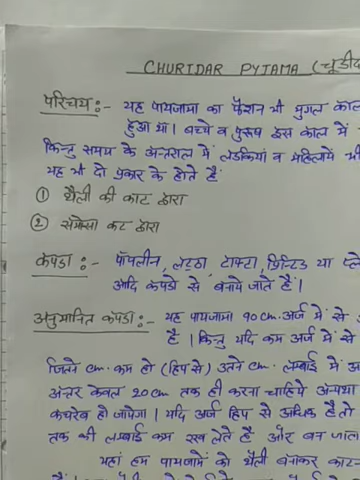 CHURIDAR PYJAMA (चूड़ीद
परिचय :- यह पायजामा का फैशन भी मुगल काल
हुआ था। बच्चे व पुरुष इस काल में
किन्तु समय के अन्तराल में लडकियां व महिलायें भी
यह भी दो प्रकार के होते हैं
① थैली की काट द्वारा
② समोसा कट द्वारा
कपडा :- पॉपलीन, लट्ठा, टाफ्टा, प्रिन्टिड या प्ले
आदि कपडों से बनाये जाते हैं।
अनुमानित कपडा :- यह पायजामा 90 cm. अर्ज में से
है। किन्तु यदि कम अर्ज में से
जितने cm. कम हो (हिप से) उतने cm. लम्बाई में अ
अन्तर केवल 20 cm तक ही करना चाहिये अन्यथा
कचरेब हो जायेगा। यदि अर्ज हिप से अधिक है तो
तक की लम्बाई कम रख लेते हैं और बन जाता
यहां हम पायजामें को थैली बनाकर काट